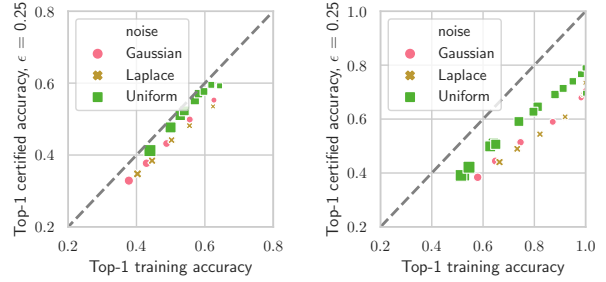 Top-1 certified accuracy, ϵ = 0.25
0.8
0.6
0.4
0.2
noise
Gaussian
Laplace
Uniform
0.2 0.4 0.6 0.8
Top-1 training accuracy
Top-1 certified accuracy, ϵ = 0.25
1.0
0.8
0.6
0.4
0.2
noise
Gaussian
Laplace
Uniform
0.2 0.4 0.6 0.8 1.0
Top-1 training accuracy